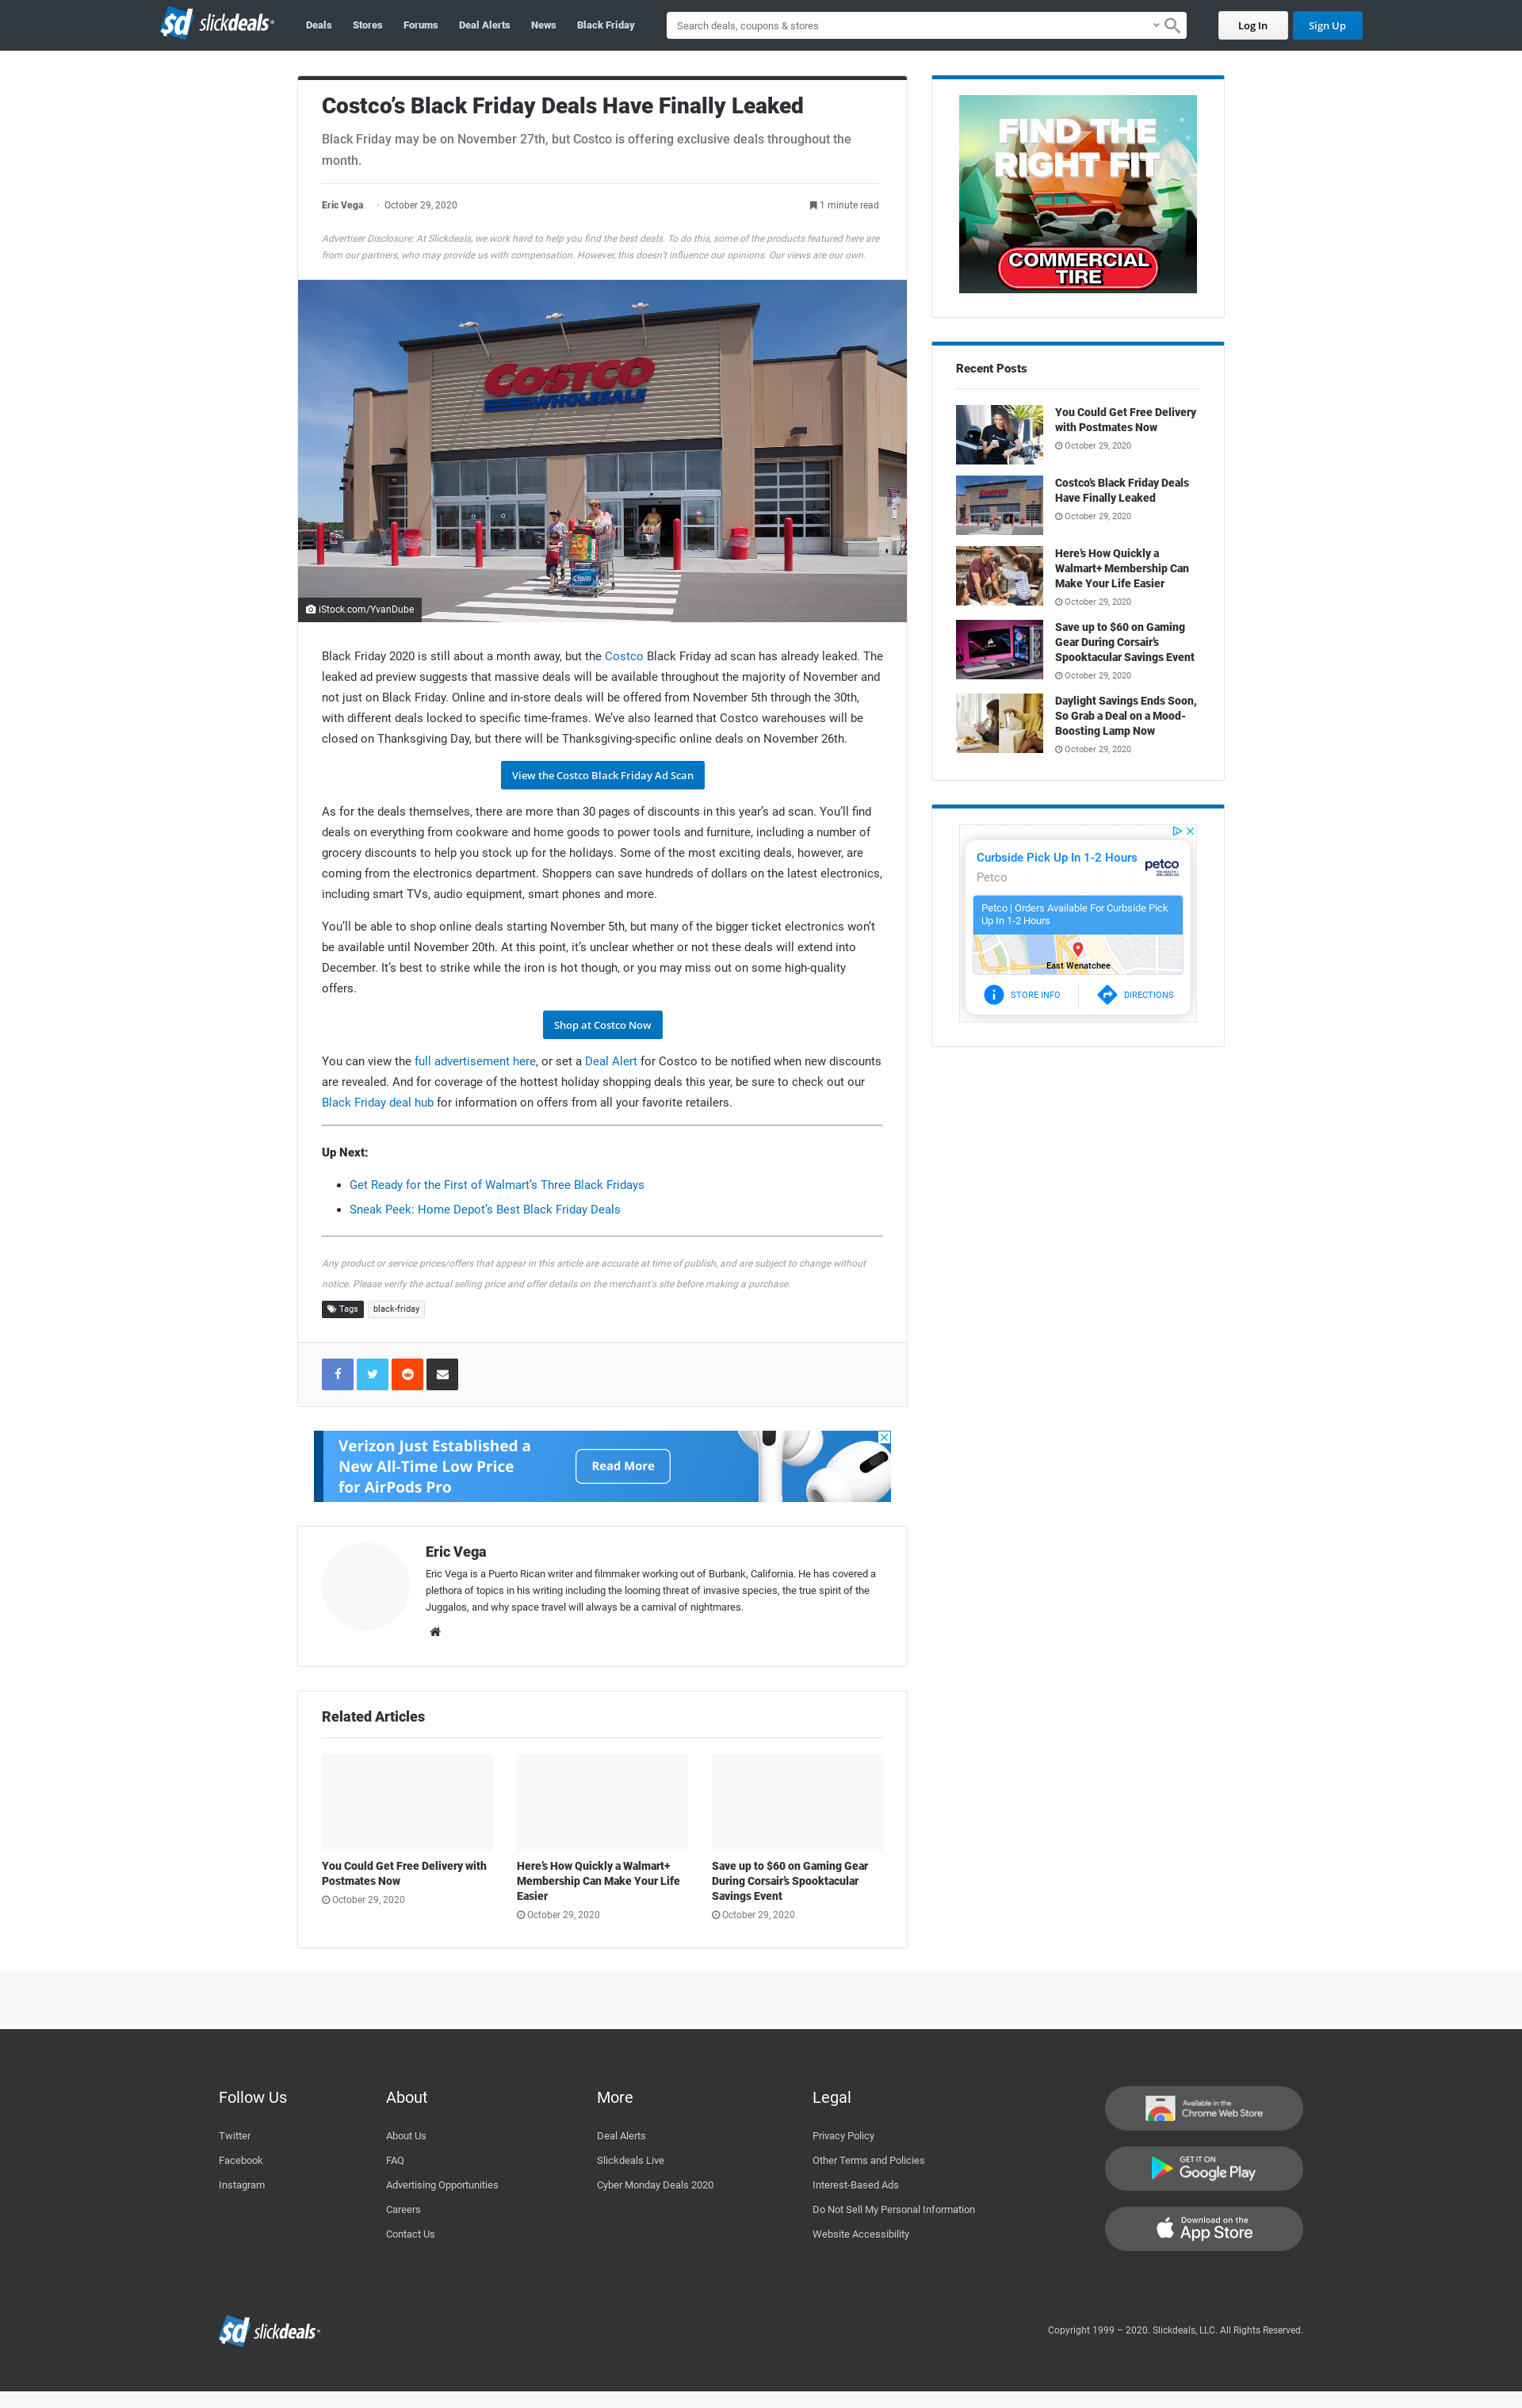 sd slickdeals
Deals
Stores
Forums
Deal Alerts
News
Black Friday
Search deals, coupons & stores
Log In
Sign Up
Costco’s Black Friday Deals Have Finally Leaked
Black Friday may be on November 27th, but Costco is offering exclusive deals throughout the
month.
Eric Vega
October 29, 2020
1 minute read
Advertiser Disclosure: At Slickdeals, we work hard to help you find the best deals. To do this, some of the products featured here are
from our partners, who may provide us with compensation. However, this doesn’t influence our opinions. Our views are our own.
COSTCO
WHOLESALE
iStock.com/YvanDube
Black Friday 2020 is still about a month away, but the Costco Black Friday ad scan has already leaked. The
leaked ad preview suggests that massive deals will be available throughout the majority of November and
not just on Black Friday. Online and in-store deals will be offered from November 5th through the 30th,
with different deals locked to specific time-frames. We’ve also learned that Costco warehouses will be
closed on Thanksgiving Day, but there will be Thanksgiving-specific online deals on November 26th.
View the Costco Black Friday Ad Scan
As for the deals themselves, there are more than 30 pages of discounts in this year’s ad scan. You’ll find
deals on everything from cookware and home goods to power tools and furniture, including a number of
grocery discounts to help you stock up for the holidays. Some of the most exciting deals, however, are
coming from the electronics department. Shoppers can save hundreds of dollars on the latest electronics,
including smart TVs, audio equipment, smart phones and more.
You’ll be able to shop online deals starting November 5th, but many of the bigger ticket electronics won’t
be available until November 20th. At this point, it’s unclear whether or not these deals will extend into
December. It’s best to strike while the iron is hot though, or you may miss out on some high-quality
offers.
Shop at Costco Now
You can view the full advertisement here, or set a Deal Alert for Costco to be notified when new discounts
are revealed. And for coverage of the hottest holiday shopping deals this year, be sure to check out our
Black Friday deal hub for information on offers from all your favorite retailers.
Up Next:
Get Ready for the First of Walmart’s Three Black Fridays
Sneak Peek: Home Depot’s Best Black Friday Deals
Any product or service prices/offers that appear in this article are accurate at time of publish, and are subject to change without
notice. Please verify the actual selling price and offer details on the merchant's site before making a purchase.
Tags
black-friday
Verizon Just Established a
New All-Time Low Price
for AirPods Pro
Read More
Eric Vega
Eric Vega is a Puerto Rican writer and filmmaker working out of Burbank, California. He has covered a
plethora of topics in his writing including the looming threat of invasive species, the true spirit of the
Juggalos, and why space travel will always be a carnival of nightmares.
Related Articles
You Could Get Free Delivery with
Postmates Now
October 29, 2020
Here’s How Quickly a Walmart+
Membership Can Make Your Life
Easier
October 29, 2020
Save up to $60 on Gaming Gear
During Corsair’s Spooktacular
Savings Event
October 29, 2020
FIND THE
RIGHT FIT
COMMERCIAL
TIRE
Recent Posts
You Could Get Free Delivery
with Postmates Now
October 29, 2020
Costco’s Black Friday Deals
Have Finally Leaked
October 29, 2020
Here’s How Quickly a
Walmart+ Membership Can
Make Your Life Easier
October 29, 2020
Save up to $60 on Gaming
Gear During Corsair’s
Spooktacular Savings Event
October 29, 2020
Daylight Savings Ends Soon,
So Grab a Deal on a Mood-
Boosting Lamp Now
October 29, 2020
Curbside Pick Up In 1-2 Hours
Petco
petco
Petco | Orders Available For Curbside Pick
Up In 1-2 Hours
East Wenatchee
STORE INFO
DIRECTIONS
Follow Us
Twitter
Facebook
Instagram
About
About Us
FAQ
Advertising Opportunities
Careers
Contact Us
More
Deal Alerts
Slickdeals Live
Cyber Monday Deals 2020
Legal
Privacy Policy
Other Terms and Policies
Interest-Based Ads
Do Not Sell My Personal Information
Website Accessibility
Available in the
Chrome Web Store
GET IT ON
Google Play
Download on the
App Store
sd slickdeals
Copyright 1999 – 2020. Slickdeals, LLC. All Rights Reserved.